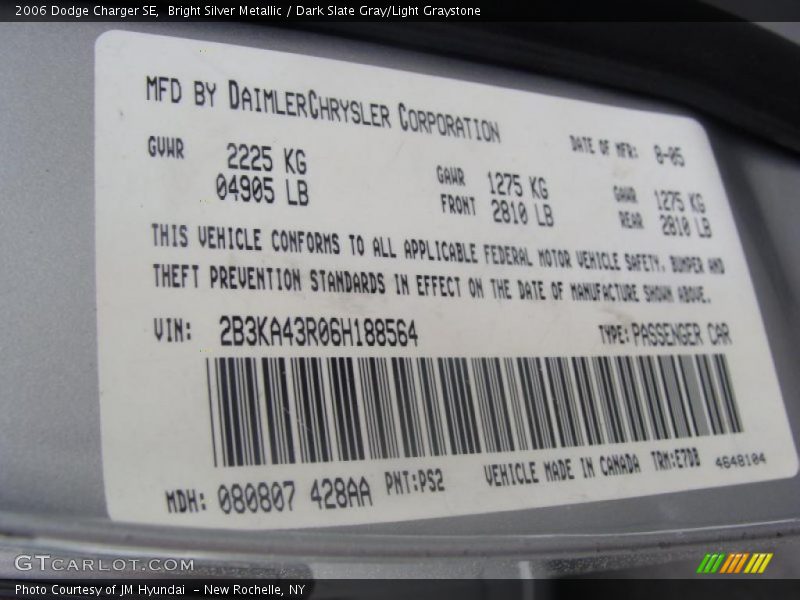 2006 Dodge Charger SE, Bright Silver Metallic / Dark Slate Gray/Light Graystone
MFD BY DAIMLERCHRYSLER CORPORATION
DATE OF MFR: 8-05
GVWR 2225 KG
04905 LB
GAWR FRONT 1275 KG
2810 LB
GAWR REAR 1275 KG
2810 LB
THIS VEHICLE CONFORMS TO ALL APPLICABLE FEDERAL MOTOR VEHICLE SAFETY, BUMPER AND
THEFT PREVENTION STANDARDS IN EFFECT ON THE DATE OF MANUFACTURE SHOWN ABOVE.
VIN: 2B3KA43R06H188564 TYPE: PASSENGER CAR
MDH: 080807 428AA PNT:PS2 VEHICLE MADE IN CANADA TRM:E7DB 4648104
GTCARLOT.COM
Photo Courtesy of JM Hyundai - New Rochelle, NY